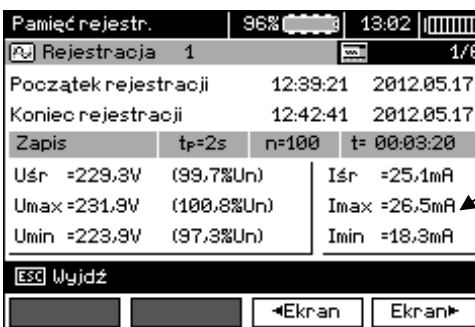 Pamięć rejestr. 96% 13:02
Rejestracja 1 1/6
Początek rejestracji 12:39:21 2012.05.17
Koniec rejestracji 12:42:41 2012.05.17
Zapis tP=2s n=100 t= 00:03:20
Uśr =229,3V (99,7%Un) Iśr =25,1mA
Umax =231,9V (100,8%Un) Imax =26,5mA
Umin =223,9V (97,3%Un) Imin =18,3mA
ESC Wyjdź
◄Ekran Ekran►